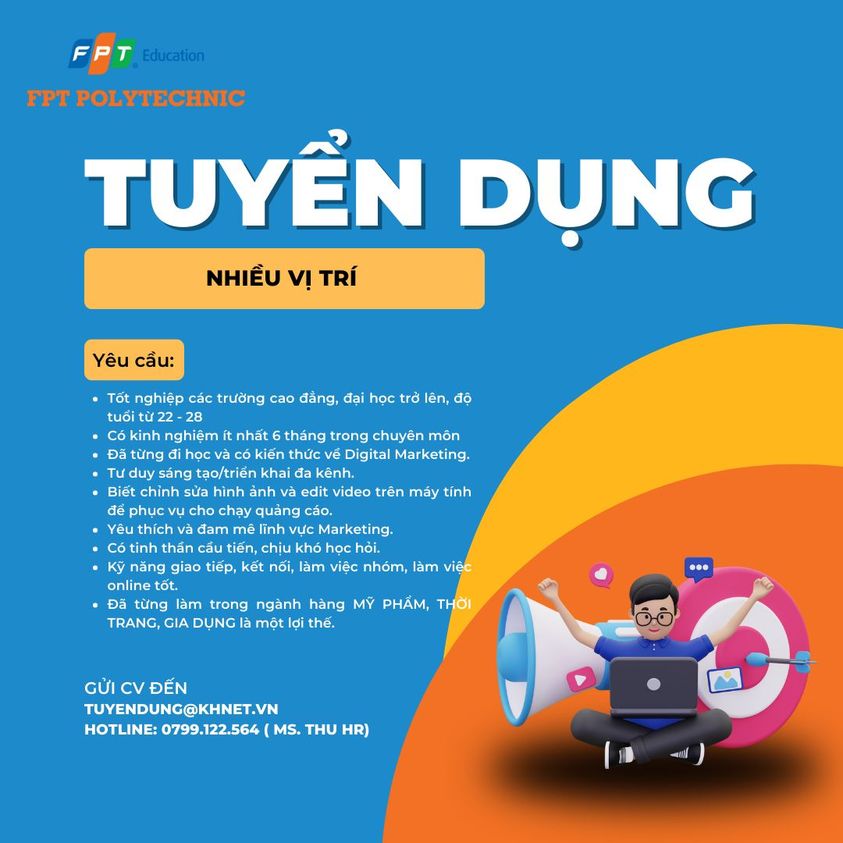 FPT Education
FPT POLYTECHNIC
TUYỂN DỤNG
NHIỀU VỊ TRÍ
Yêu cầu:
• Tốt nghiệp các trường cao đẳng, đại học trở lên, độ
tuổi từ 22 - 28
• Có kinh nghiệm ít nhất 6 tháng trong chuyên môn
• Đã từng đi học và có kiến thức về Digital Marketing.
• Tư duy sáng tạo/triển khai đa kênh.
• Biết chỉnh sửa hình ảnh và edit video trên máy tính
để phục vụ cho chạy quảng cáo.
• Yêu thích và đam mê lĩnh vực Marketing.
• Có tinh thần cầu tiến, chịu khó học hỏi.
• Kỹ năng giao tiếp, kết nối, làm việc nhóm, làm việc
online tốt.
• Đã từng làm trong ngành hàng MỸ PHẨM, THỜI
TRANG, GIA DỤNG là một lợi thế.
GỬI CV ĐẾN
TUYENDUNG@KHNET.VN
HOTLINE: 0799.122.564 ( MS. THU HR)